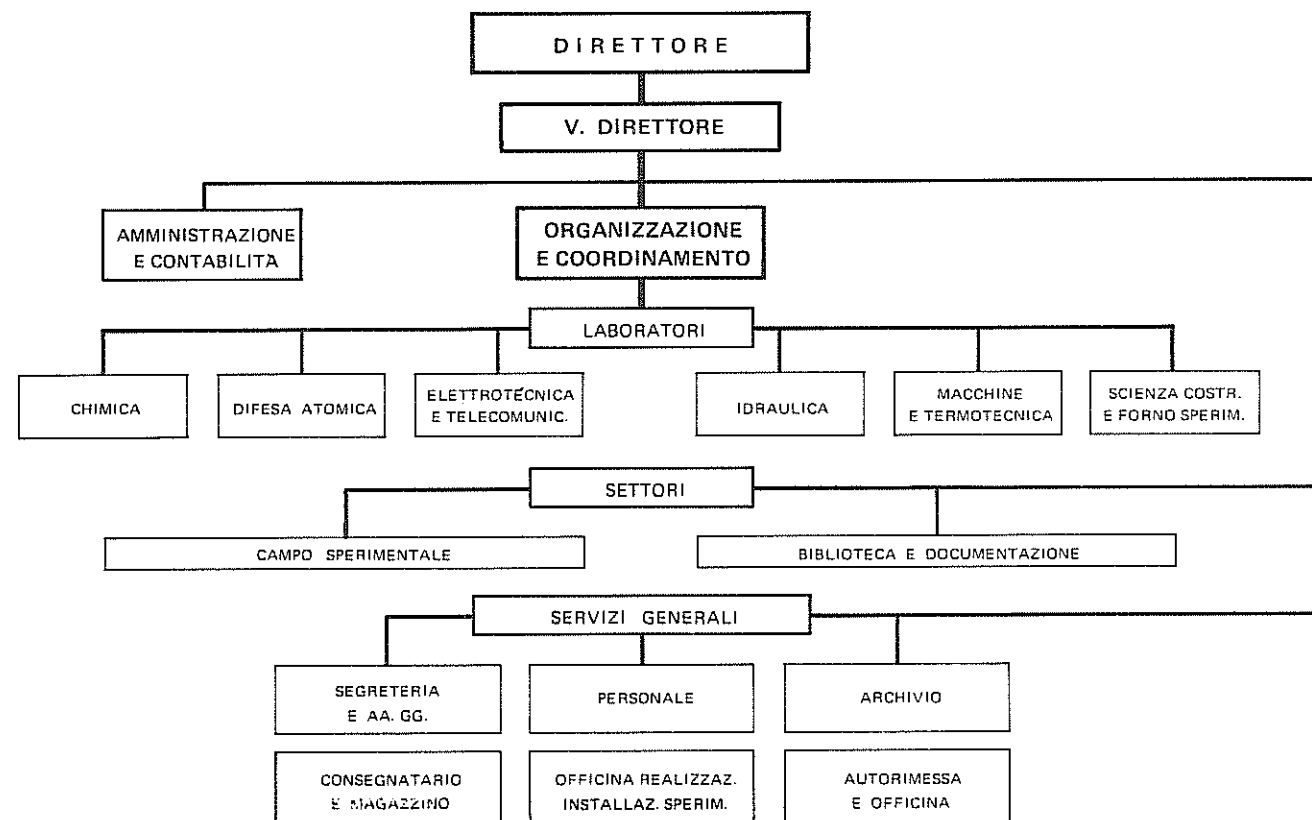 DIRETTORE
V. DIRETTORE
AMMINISTRAZIONE
E CONTABILITÀ
ORGANIZZAZIONE
E COORDINAMENTO
LABORATORI
CHIMICA
DIFESA ATOMICA
ELETTROTECNICA
E TELECOMUNIC.
IDRAULICA
MACCHINE
E TERMOTECNICA
SCIENZA COSTR.
E FORNO SPERIM.
SETTORI
CAMPO SPERIMENTALE
BIBLIOTECA E DOCUMENTAZIONE
SERVIZI GENERALI
SEGRETERIA
E AA. GG.
PERSONALE
ARCHIVIO
CONSEGNATARIO
E MAGAZZINO
OFFICINA REALIZZAZ.
INSTALLAZ. SPERIM.
AUTORIMESSA
E OFFICINA